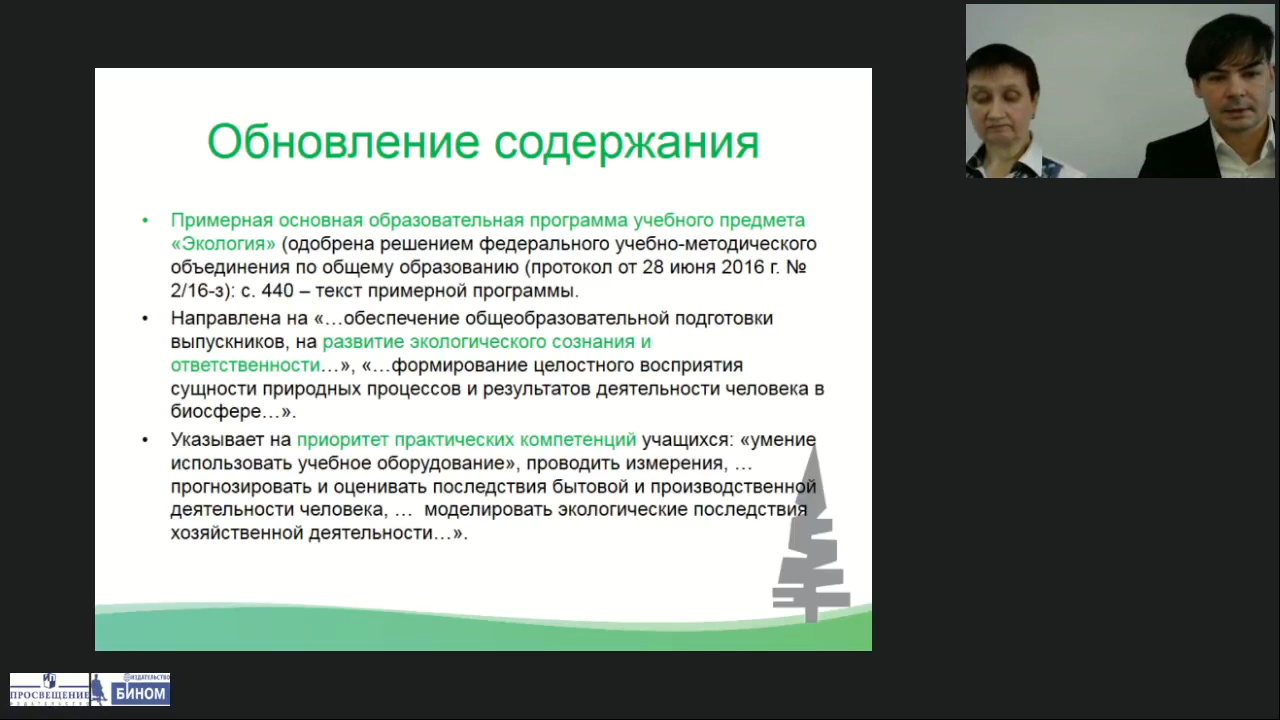 Обновление содержания
• Примерная основная образовательная программа учебного предмета
«Экология» (одобрена решением федерального учебно-методического
объединения по общему образованию (протокол от 28 июня 2016 г. №
2/16-з): с. 440 – текст примерной программы.
• Направлена на «…обеспечение общеобразовательной подготовки
выпускников, на развитие экологического сознания и
ответственности…», «…формирование целостного восприятия
сущности природных процессов и результатов деятельности человека в
биосфере…».
• Указывает на приоритет практических компетенций учащихся: «умение
использовать учебное оборудование», проводить измерения, …
прогнозировать и оценивать последствия бытовой и производственной
деятельности человека, … моделировать экологические последствия
хозяйственной деятельности…».
ПРОСВЕЩЕНИЕ
ИЗДАТЕЛЬСТВО
ИЗДАТЕЛЬСТВО
БИНОМ